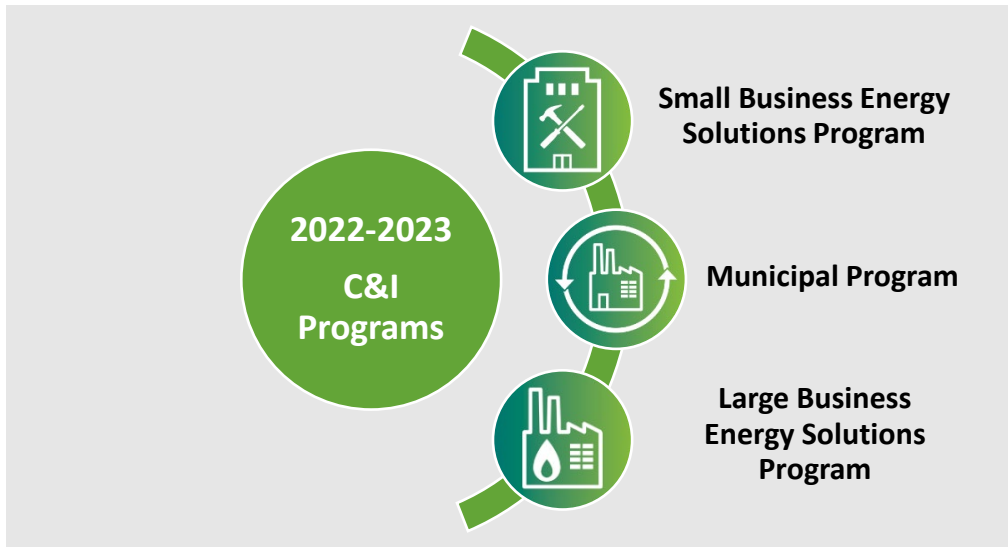 2022-2023
C&I
Programs
Small Business Energy
Solutions Program
Municipal Program
Large Business
Energy Solutions
Program